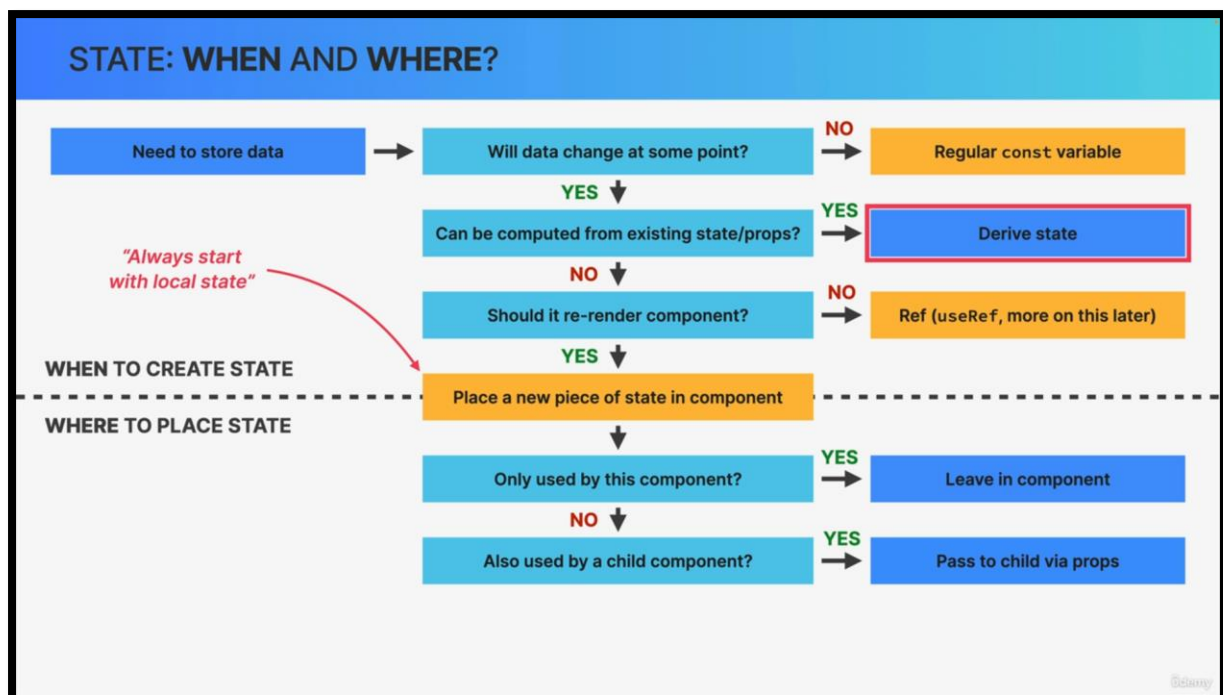 STATE: WHEN AND WHERE?
Need to store data
Will data change at some point?
NO
Regular const variable
YES
Can be computed from existing state/props?
YES
Derive state
"Always start
with local state"
NO
Should it re-render component?
NO
Ref (useRef, more on this later)
YES
WHEN TO CREATE STATE
Place a new piece of state in component
WHERE TO PLACE STATE
Only used by this component?
YES
Leave in component
NO
Also used by a child component?
YES
Pass to child via props
ûdemy